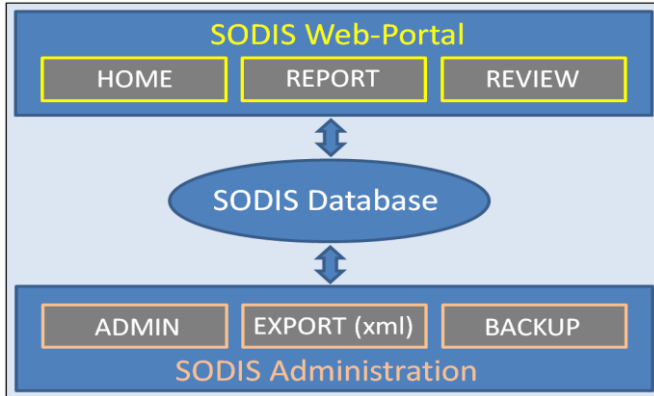 SODIS Web-Portal
HOME
REPORT
REVIEW
SODIS Database
ADMIN
EXPORT (xml)
BACKUP
SODIS Administration